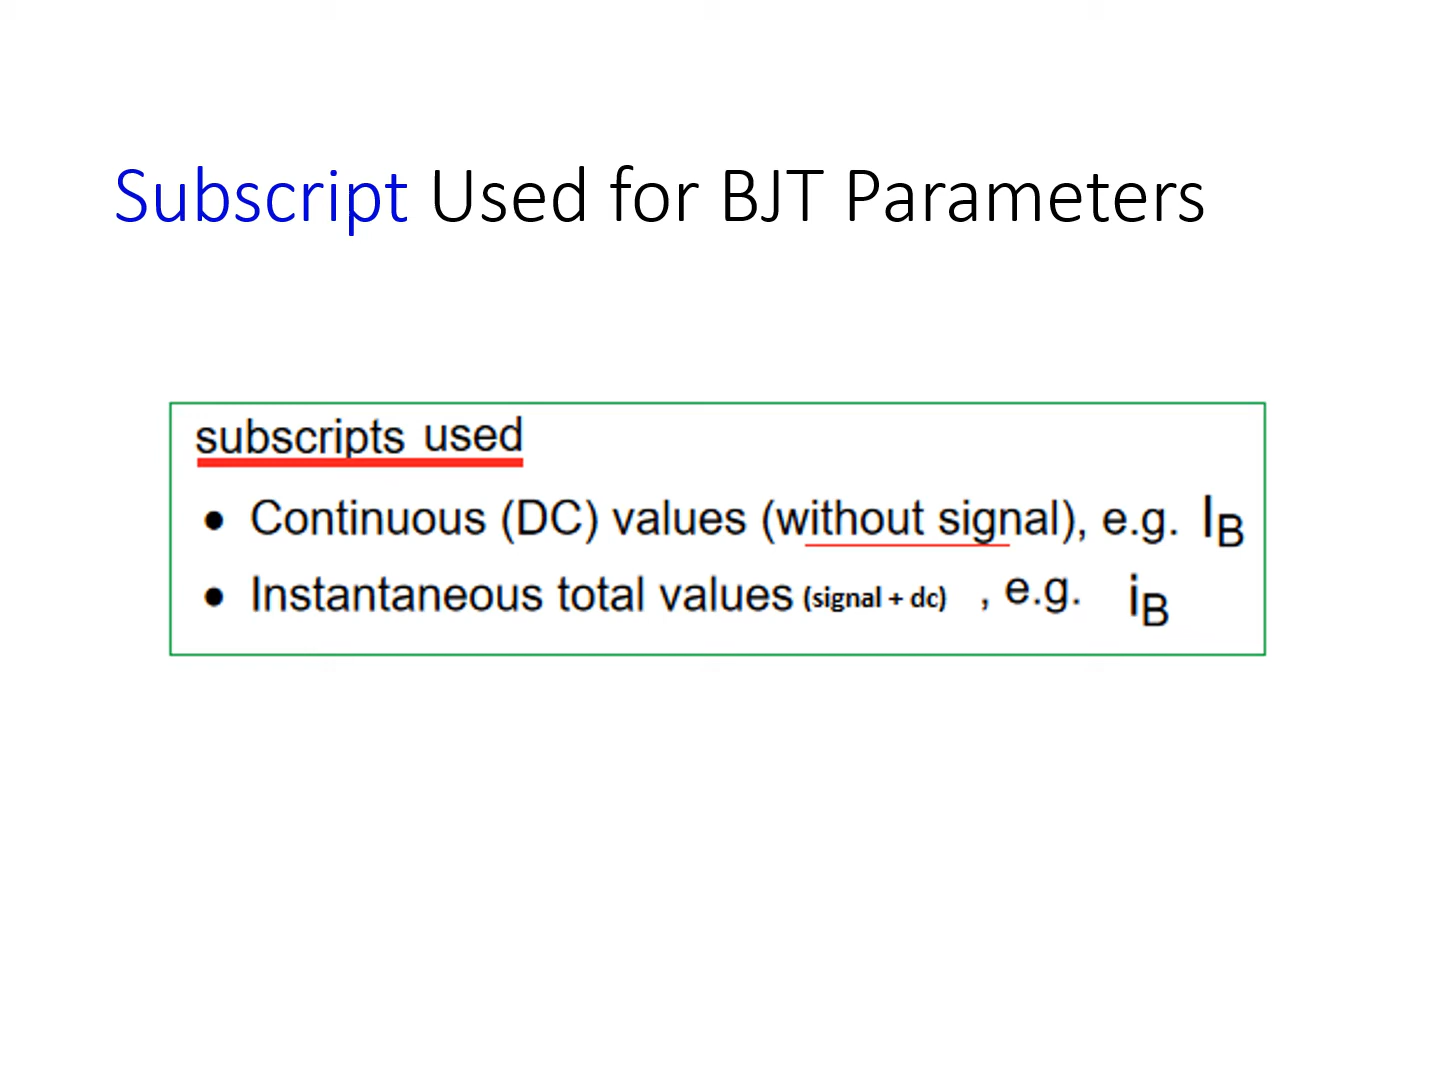 Subscript Used for BJT Parameters
subscripts used
• Continuous (DC) values (without signal), e.g. IB
• Instantaneous total values (signal + dc) , e.g. iB